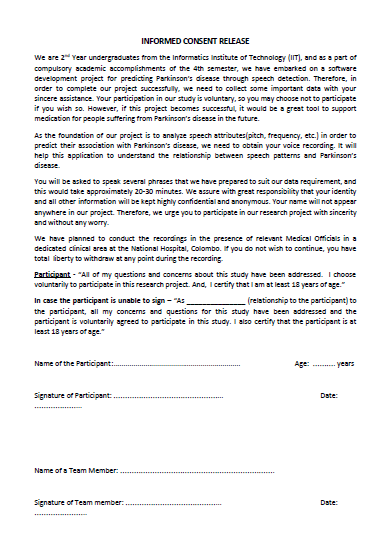 INFORMED CONSENT RELEASE
We are 2nd Year undergraduates from the Informatics Institute of Technology (IIT), and as a part of
compulsory academic accomplishments of the 4th semester, we have embarked on a software
development project for predicting Parkinson's disease through speech detection. Therefore, in
order to complete our project successfully, we need to collect some important data with your
sincere assistance. Your participation in our study is voluntary, so you may choose not to participate
if you wish so. However, if this project becomes successful, it would be a great tool to support
medication for people suffering from Parkinson's disease in the future.
As the foundation of our project is to analyze speech attributes(pitch, frequency, etc.) in order to
predict their association with Parkinson's disease, we need to obtain your voice recording. It will
help this application to understand the relationship between speech patterns and Parkinson's
disease.
You will be asked to speak several phrases that we have prepared to suit our data requirement, and
this would take approximately 20-30 minutes. We assure with great responsibility that your identity
and all other information will be kept highly confidential and anonymous. Your name will not appear
anywhere in our project. Therefore, we urge you to participate in our research project with sincerity
and without any worry.
We have planned to conduct the recordings in the presence of relevant Medical Officials in a
dedicated clinical area at the National Hospital, Colombo. If you do not wish to continue, you have
total liberty to withdraw at any point during the recording.
Participant - "All of my questions and concerns about this study have been addressed. I choose
voluntarily to participate in this research project. And, I certify that I am at least 18 years of age."
In case the participant is unable to sign – "As _______________ (relationship to the participant) to
the participant, all my concerns and questions for this study have been addressed and the
participant is voluntarily agreed to participate in this study. I also certify that the participant is at
least 18 years of age."
Name of the Participant:.................................................... Age: .......... years
Signature of Participant: ............................................. Date:
....................
Name of a Team Member: ...............................................................
Signature of Team member: ........................................ Date:
......................